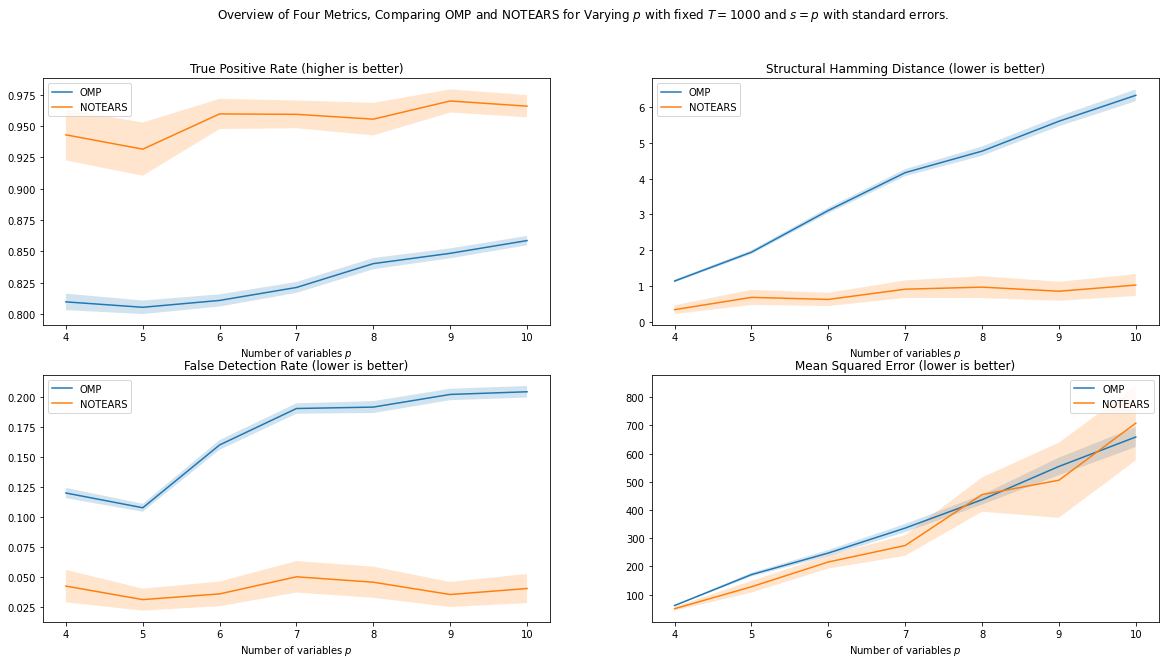 Overview of Four Metrics, Comparing OMP and NOTEARS for Varying p with fixed T = 1000 and s = p with standard errors.
True Positive Rate (higher is better)
OMP
NOTEARS
0.975
0.950
0.925
0.900
0.875
0.850
0.825
0.800
4 5 6 7 8 9 10
Number of variables p
Structural Hamming Distance (lower is better)
OMP
NOTEARS
6
5
4
3
2
1
0
4 5 6 7 8 9 10
Number of variables p
False Detection Rate (lower is better)
OMP
NOTEARS
0.200
0.175
0.150
0.125
0.100
0.075
0.050
0.025
4 5 6 7 8 9 10
Number of variables p
Mean Squared Error (lower is better)
OMP
NOTEARS
800
700
600
500
400
300
200
100
4 5 6 7 8 9 10
Number of variables p